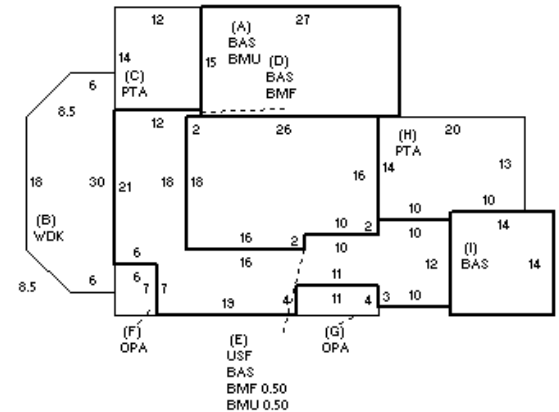 12
27
(A)
BAS
BMU
(D)
BAS
BMF
14
15
(C)
PTA
6
8.5
12
2
26
(H)
PTA
20
18
30
21
18
18
16
14
13
(B)
WDK
10
10
10
2
10
14
16
2
10
6
16
(I)
BAS
12
14
6
11
6
8.5
7
7
19
4
11
4
3
10
(F)
OPA
(E)
USF
BAS
BMF 0.50
BMU 0.50
(G)
OPA